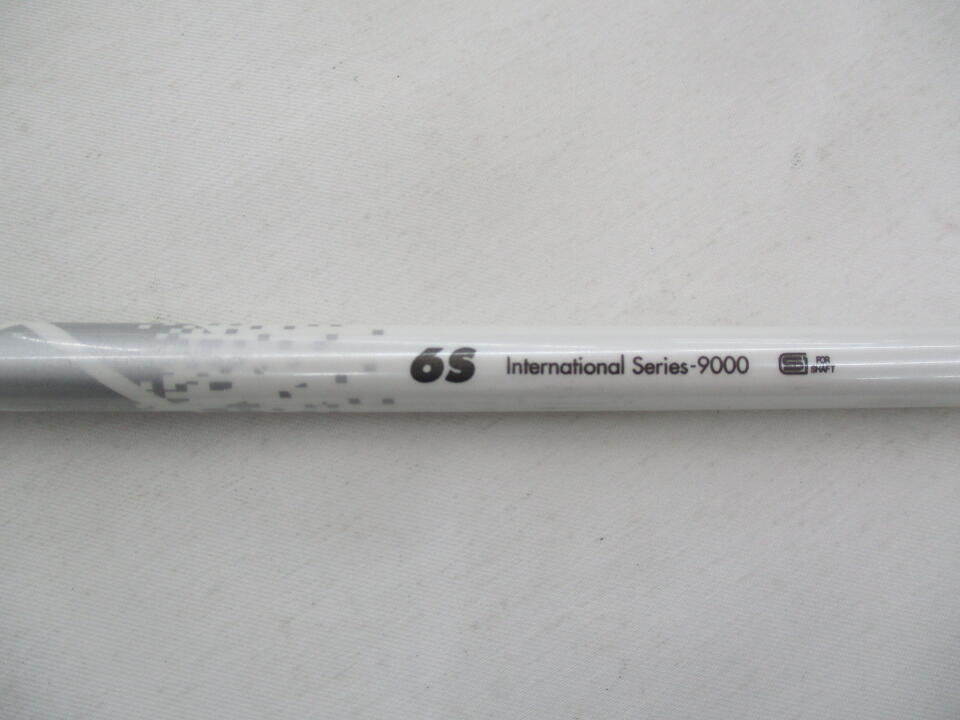 6S International Series-9000
FOR
SHAFT